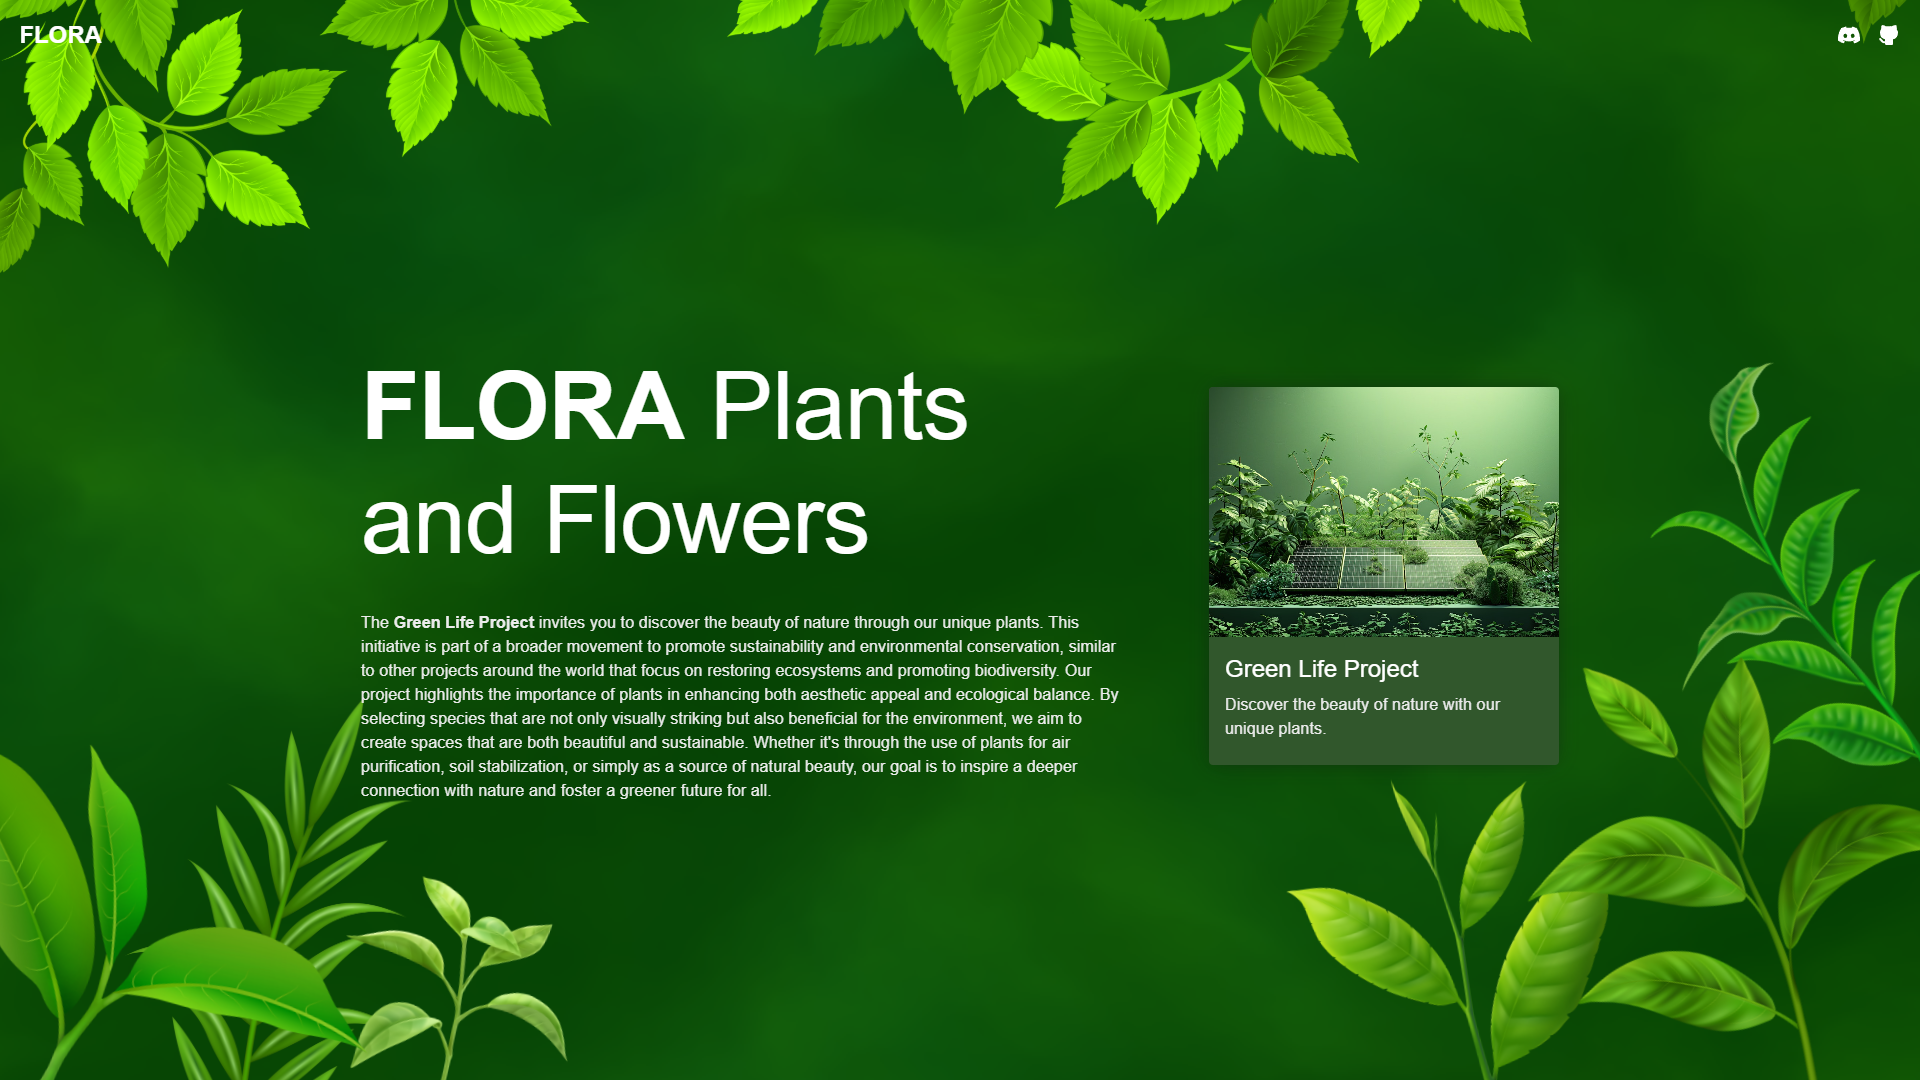 FLORA
FLORA Plants
and Flowers
The Green Life Project invites you to discover the beauty of nature through our unique plants. This
initiative is part of a broader movement to promote sustainability and environmental conservation, similar
to other projects around the world that focus on restoring ecosystems and promoting biodiversity. Our
project highlights the importance of plants in enhancing both aesthetic appeal and ecological balance. By
selecting species that are not only visually striking but also beneficial for the environment, we aim to
create spaces that are both beautiful and sustainable. Whether it's through the use of plants for air
purification, soil stabilization, or simply as a source of natural beauty, our goal is to inspire a deeper
connection with nature and foster a greener future for all.
Green Life Project
Discover the beauty of nature with our
unique plants.